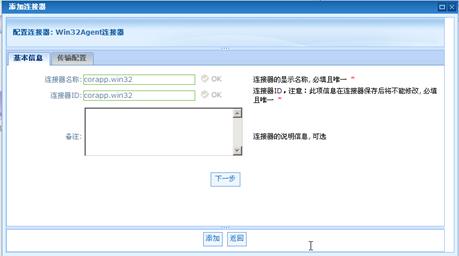 添加连接器
配置连接器: Win32Agent连接器
基本信息 传输配置
连接器名称: corapp.win32 OK 连接器的显示名称, 必填且唯一 *
连接器ID: corapp.win32 OK 连接器ID, 注意: 此项信息在连接器保存后将不能修改, 必填
且唯一 *
备注: 连接器的说明信息, 可选
下一步
添加 返回